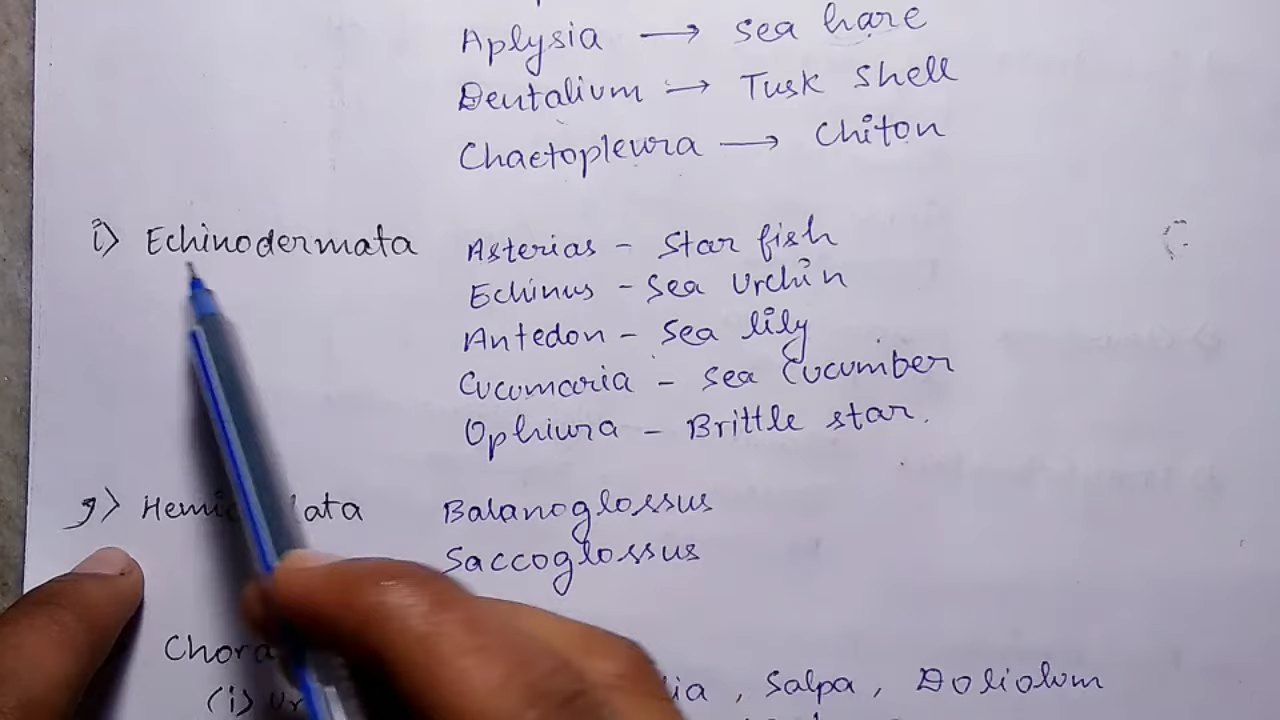 Aplysia → Sea hare
Dentalium → Tusk Shell
Chaetopleura → Chiton
i) Echinodermata Asterias - Star fish
Echinus - Sea Urchin
Antedon - Sea lily
Cucumaria - Sea Cucumber
Ophiura - Brittle star.
j) Balanoglossus
Saccoglossus
, Salpa, Doliolum